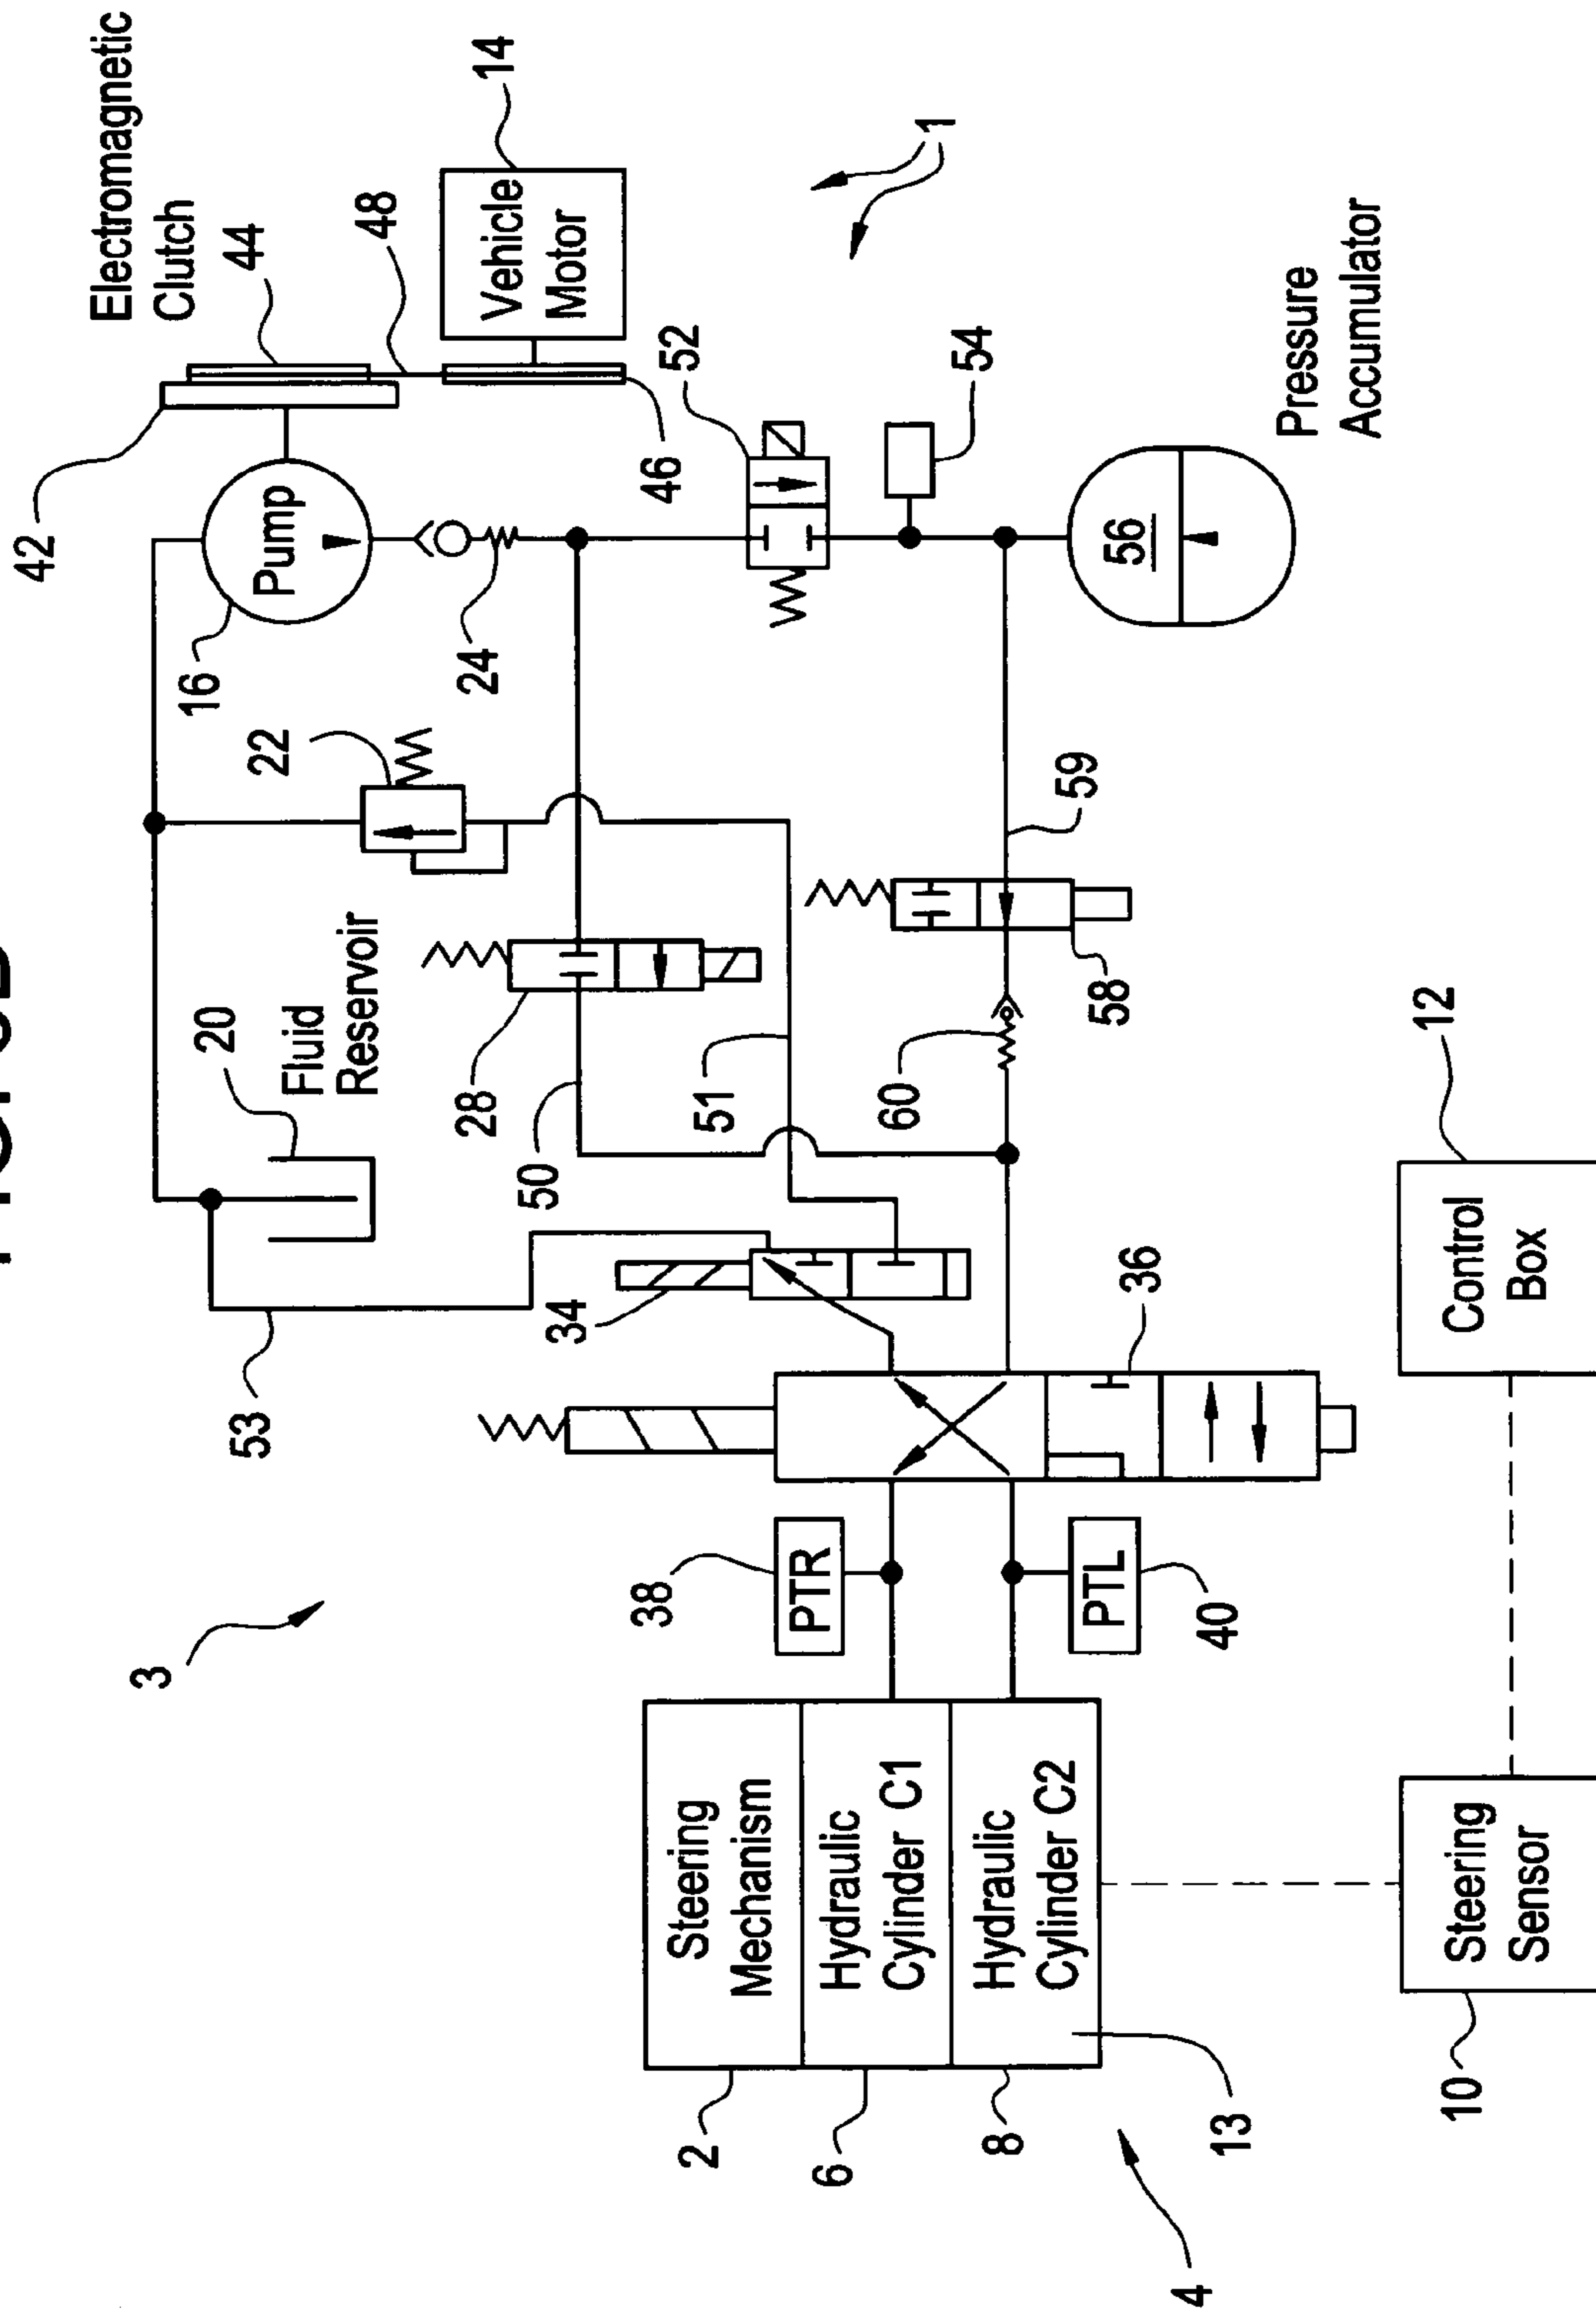 Electromagnetic
Clutch
42
44
48
14
Vehicle
Motor
Pump
16
24
46
52
1
54
56
Pressure
Accumulator
22
59
58
60
20
Fluid
Reservoir
28
50
51
53
34
36
12
Control
Box
3
38
PTR
PTL
40
Steering
Mechanism
Hydraulic
Cylinder C1
Hydraulic
Cylinder C2
2
6
8
13
4
Steering
Sensor
10